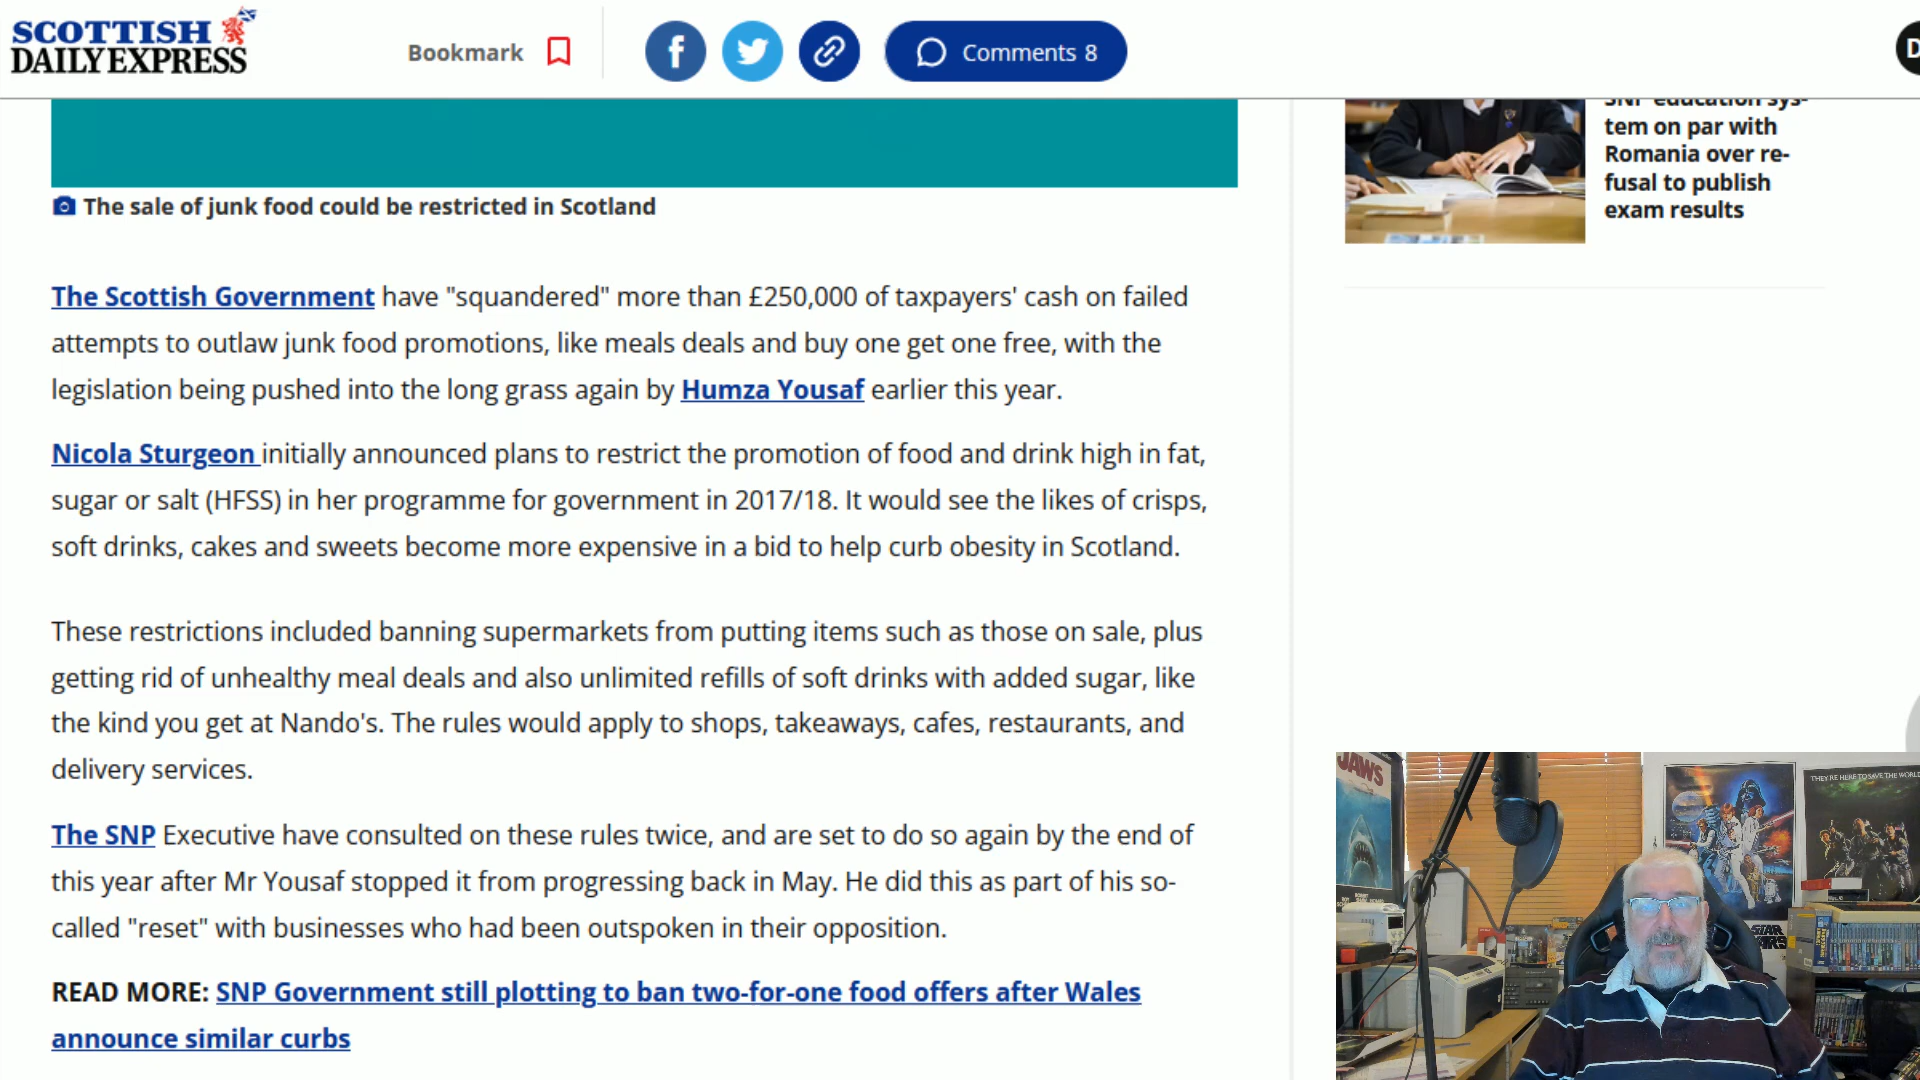 SCOTTISH
DAILY EXPRESS
Bookmark
Comments 8
D
SNP education sys-
tem on par with
Romania over re-
fusal to publish
exam results
The sale of junk food could be restricted in Scotland
The Scottish Government have "squandered" more than £250,000 of taxpayers' cash on failed
attempts to outlaw junk food promotions, like meals deals and buy one get one free, with the
legislation being pushed into the long grass again by Humza Yousaf earlier this year.
Nicola Sturgeon initially announced plans to restrict the promotion of food and drink high in fat,
sugar or salt (HFSS) in her programme for government in 2017/18. It would see the likes of crisps,
soft drinks, cakes and sweets become more expensive in a bid to help curb obesity in Scotland.
These restrictions included banning supermarkets from putting items such as those on sale, plus
getting rid of unhealthy meal deals and also unlimited refills of soft drinks with added sugar, like
the kind you get at Nando's. The rules would apply to shops, takeaways, cafes, restaurants, and
delivery services.
The SNP Executive have consulted on these rules twice, and are set to do so again by the end of
this year after Mr Yousaf stopped it from progressing back in May. He did this as part of his so-
called "reset" with businesses who had been outspoken in their opposition.
READ MORE: SNP Government still plotting to ban two-for-one food offers after Wales
announce similar curbs
JAWS
THEY'RE HERE TO SAVE THE WORLD
STAR
WARS